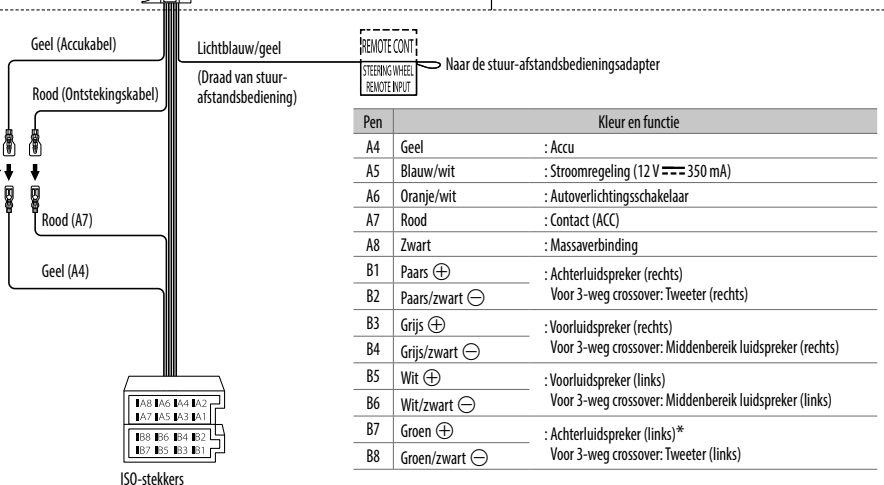 Geel (Accukabel)
Rood (Ontstekingskabel)
Lichtblauw/geel
(Draad van stuur-
afstandsbediening)
REMOTE CONT
STEERING WHEEL
REMOTE INPUT
Naar de stuur-afstandsbedieningsadapter
Rood (A7)
Geel (A4)
A8 A6 A4 A2
A7 A5 A3 A1
B8 B6 B4 B2
B7 B5 B3 B1
ISO-stekkers
Pen Kleur en functie
A4 Geel : Accu
A5 Blauw/wit : Stroomregeling (12 V ⎓ 350 mA)
A6 Oranje/wit : Autoverlichtingsschakelaar
A7 Rood : Contact (ACC)
A8 Zwart : Massaverbinding
B1 Paars ⊕ : Achterluidspreker (rechts)
B2 Paars/zwart ⊖ Voor 3-weg crossover: Tweeter (rechts)
B3 Grijs ⊕ : Voorluidspreker (rechts)
B4 Grijs/zwart ⊖ Voor 3-weg crossover: Middenbereik luidspreker (rechts)
B5 Wit ⊕ : Voorluidspreker (links)
B6 Wit/zwart ⊖ Voor 3-weg crossover: Middenbereik luidspreker (links)
B7 Groen ⊕ : Achterluidspreker (links)*
B8 Groen/zwart ⊖ Voor 3-weg crossover: Tweeter (links)